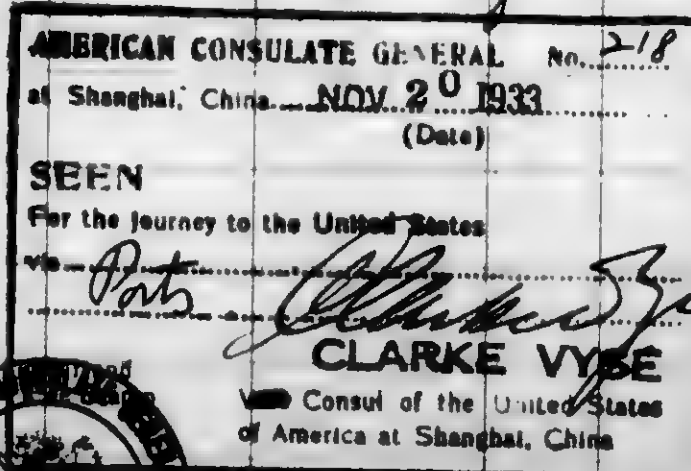 AMERICAN CONSULATE GENERAL No. 218
at Shanghai, China NOV 20 1933
(Date)
SEEN
For the journey to the United States
via Ports
CLARKE VYSE
Consul of the United States
of America at Shanghai, China